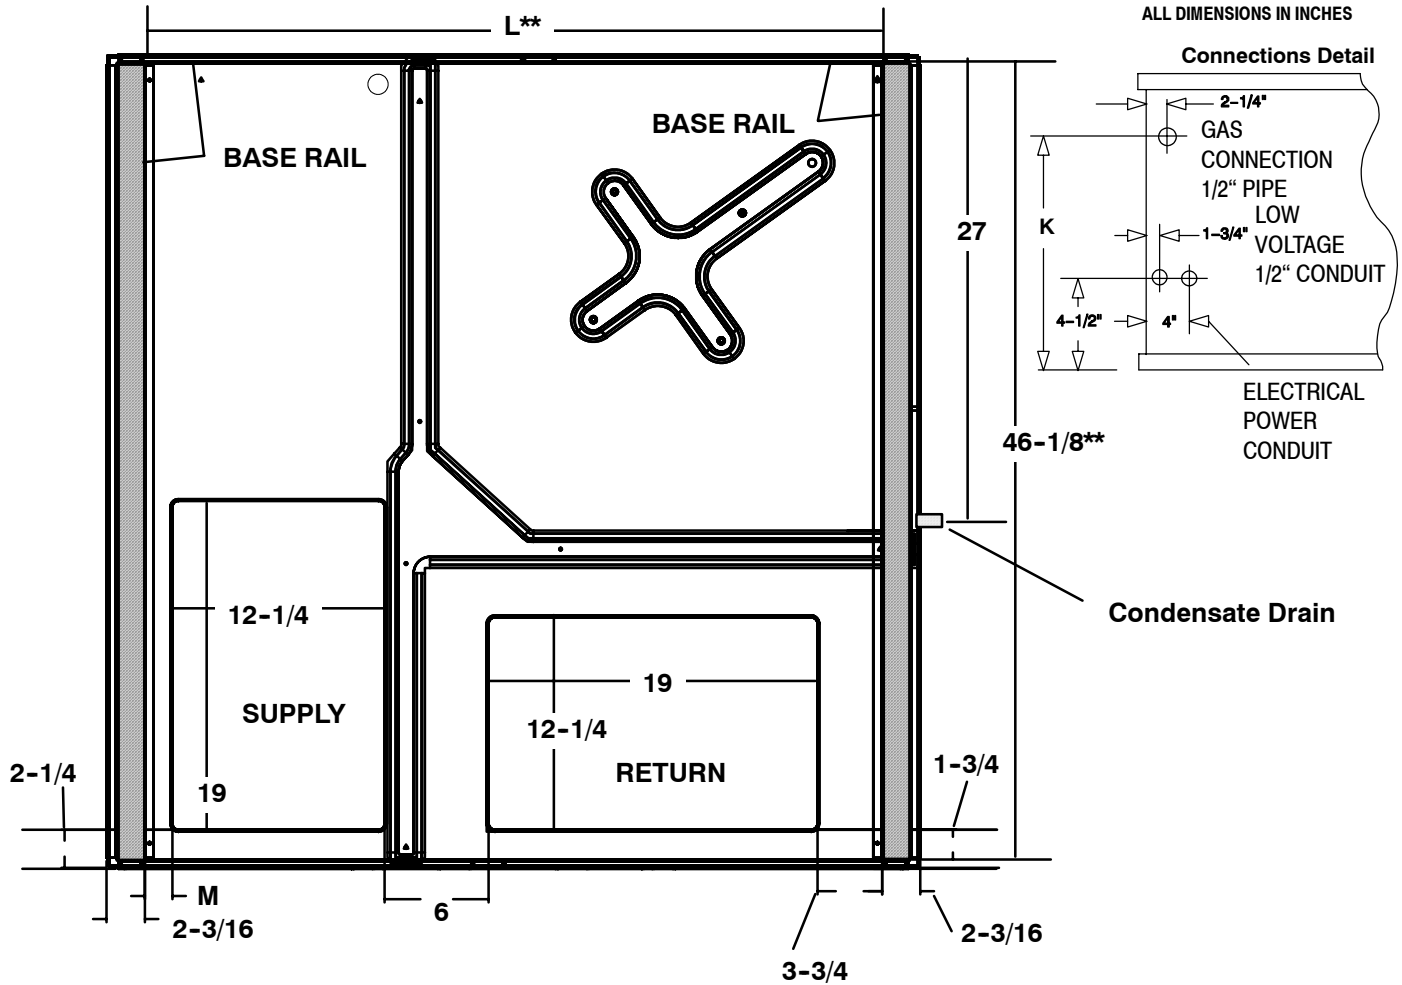 ALL DIMENSIONS IN INCHES
L**
Connections Detail
2-1/4"
GAS
CONNECTION
1/2“ PIPE
BASE RAIL
BASE RAIL
K
LOW
VOLTAGE
1/2“ CONDUIT
1-3/4"
27
4-1/2"
4"
ELECTRICAL
POWER
CONDUIT
46-1/8**
12-1/4
Condensate Drain
19
SUPPLY
12-1/4
RETURN
2-1/4
19
1-3/4
M
6
2-3/16
2-3/16
3-3/4